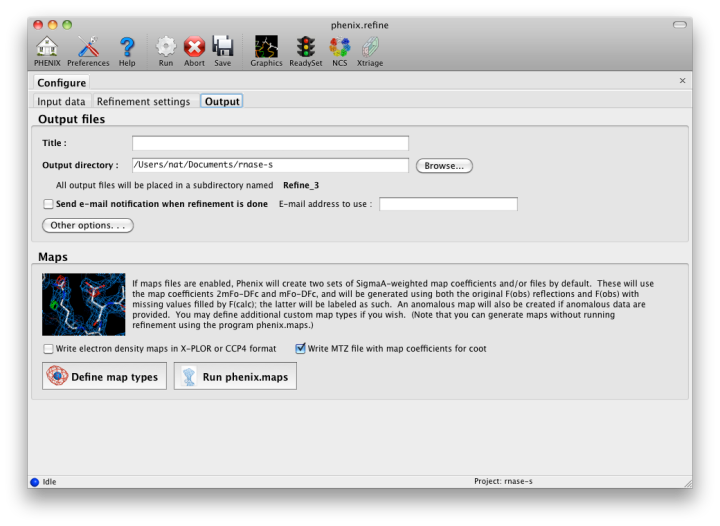 phenix.refine
PHENIX Preferences Help Run Abort Save Graphics ReadySet NCS Xtriage
Configure ×
Input data Refinement settings Output
Output files
Title :
Output directory : /Users/nat/Documents/rnase-s Browse...
All output files will be placed in a subdirectory named Refine_3
Send e-mail notification when refinement is done E-mail address to use :
Other options. . .
Maps
If maps files are enabled, Phenix will create two sets of SigmaA-weighted map coefficients and/or files by default. These will use
the map coefficients 2mFo-DFc and mFo-DFc, and will be generated using both the original F(obs) reflections and F(obs) with
missing values filled by F(calc); the latter will be labeled as such. An anomalous map will also be created if anomalous data are
provided. You may define additional custom map types if you wish. (Note that you can generate maps without running
refinement using the program phenix.maps.)
Write electron density maps in X-PLOR or CCP4 format Write MTZ file with map coefficients for coot
Define map types Run phenix.maps
Idle Project: rnase-s